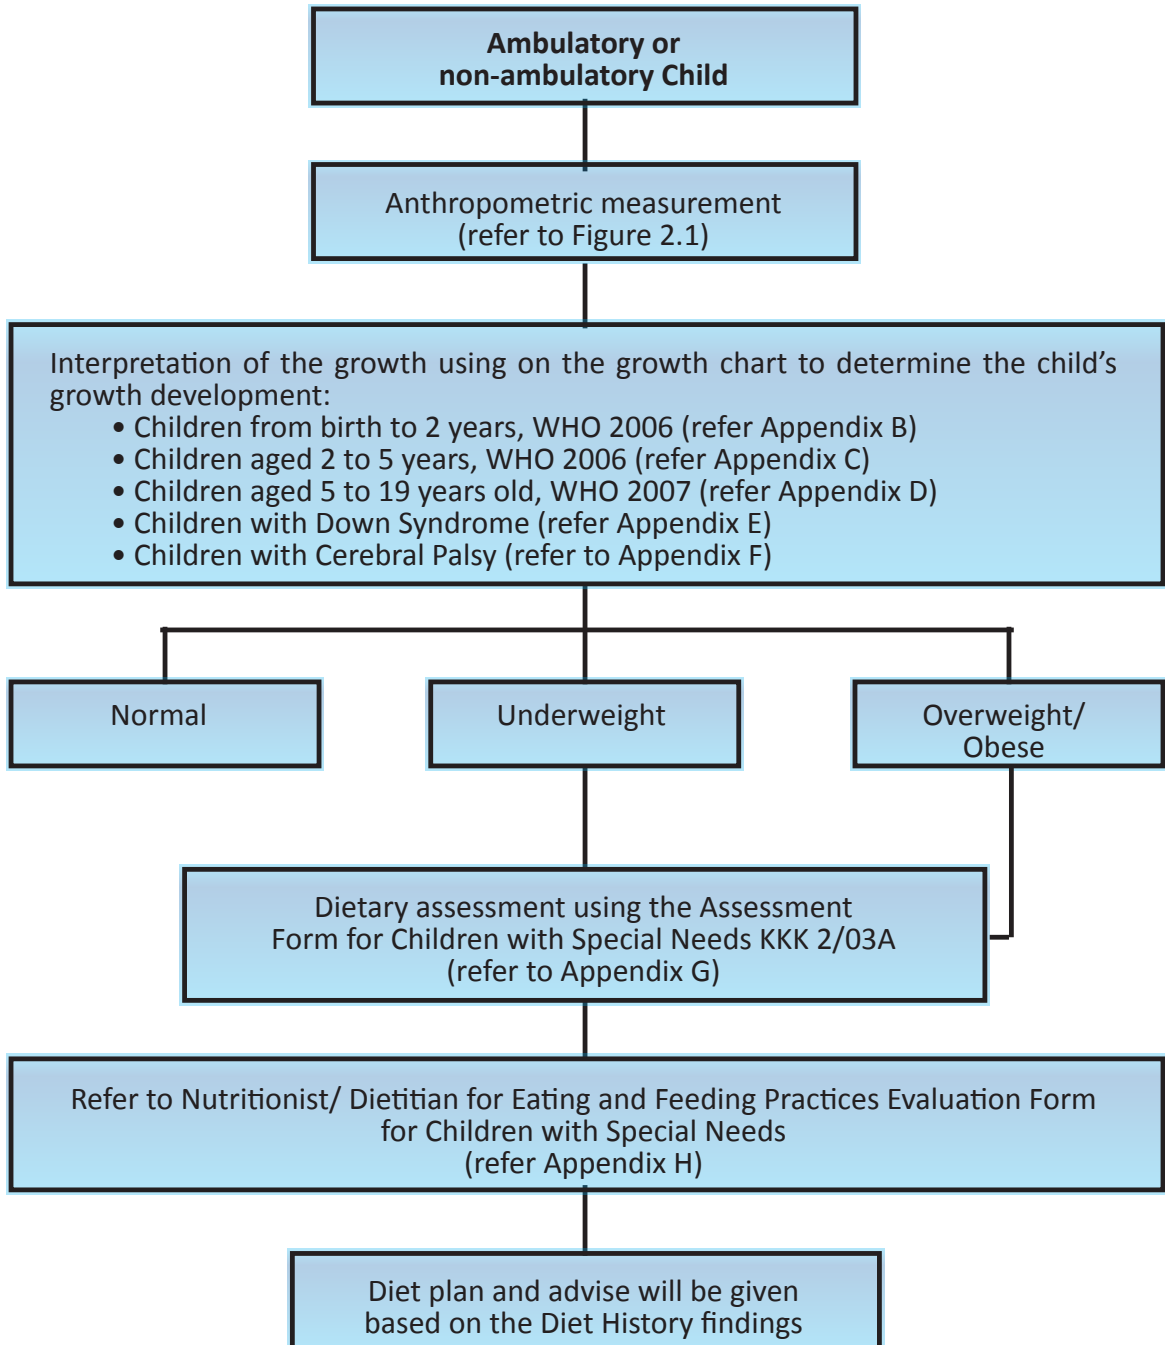 Ambulatory or
non-ambulatory Child
Anthropometric measurement
(refer to Figure 2.1)
Interpretation of the growth using on the growth chart to determine the child's
growth development:
• Children from birth to 2 years, WHO 2006 (refer Appendix B)
• Children aged 2 to 5 years, WHO 2006 (refer Appendix C)
• Children aged 5 to 19 years old, WHO 2007 (refer Appendix D)
• Children with Down Syndrome (refer Appendix E)
• Children with Cerebral Palsy (refer to Appendix F)
Normal
Underweight
Overweight/
Obese
Dietary assessment using the Assessment
Form for Children with Special Needs KKK 2/03A
(refer to Appendix G)
Refer to Nutritionist/ Dietitian for Eating and Feeding Practices Evaluation Form
for Children with Special Needs
(refer Appendix H)
Diet plan and advise will be given
based on the Diet History findings